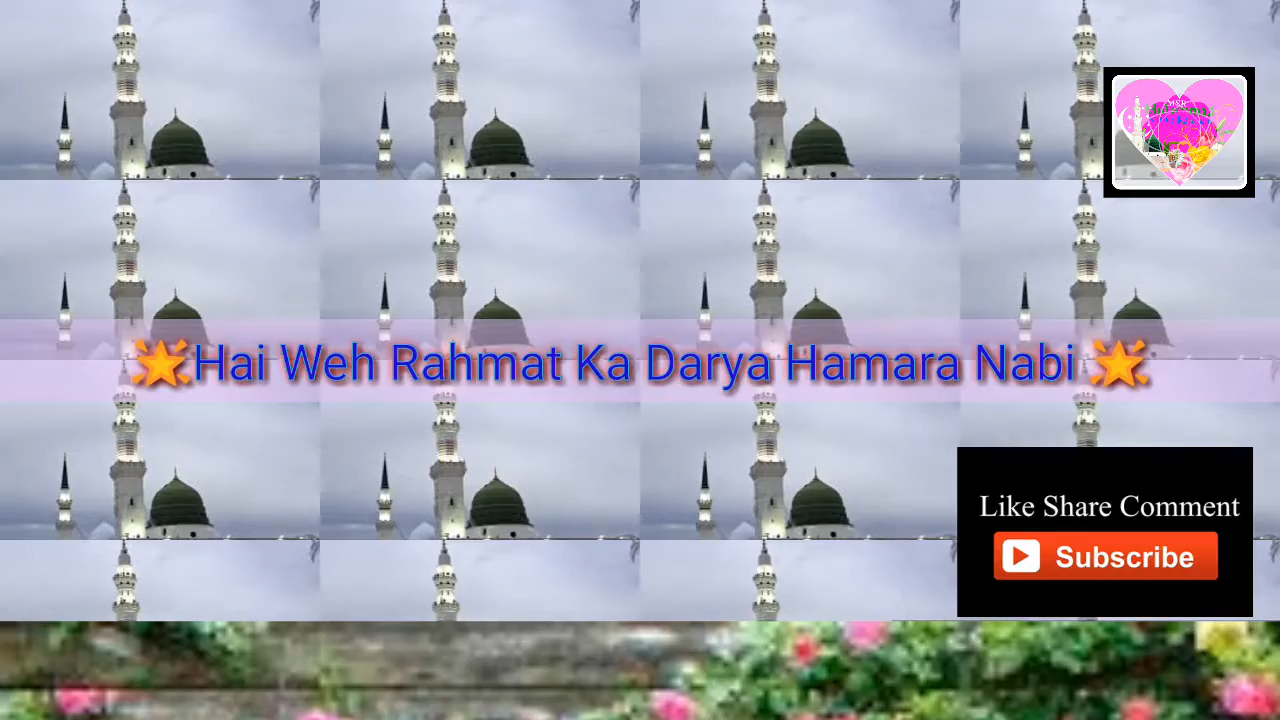 🌟Hai Weh Rahmat Ka Darya Hamara Nabi 🌟
Like Share Comment
Subscribe